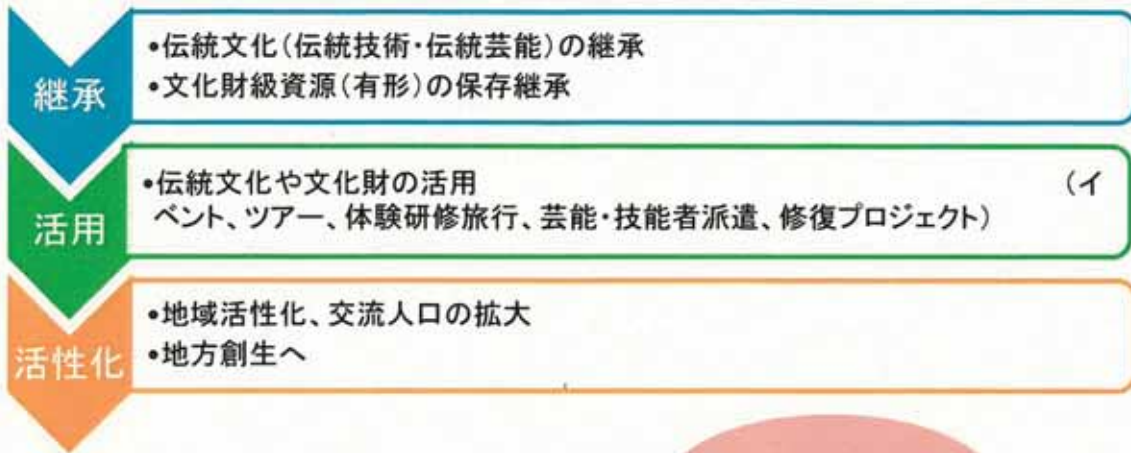 継承
•伝統文化(伝統技術・伝統芸能)の継承
•文化財級資源(有形)の保存継承
活用
•伝統文化や文化財の活用 (イ
ベント、ツアー、体験研修旅行、芸能・技能者派遣、修復プロジェクト)
活性化
•地域活性化、交流人口の拡大
•地方創生へ